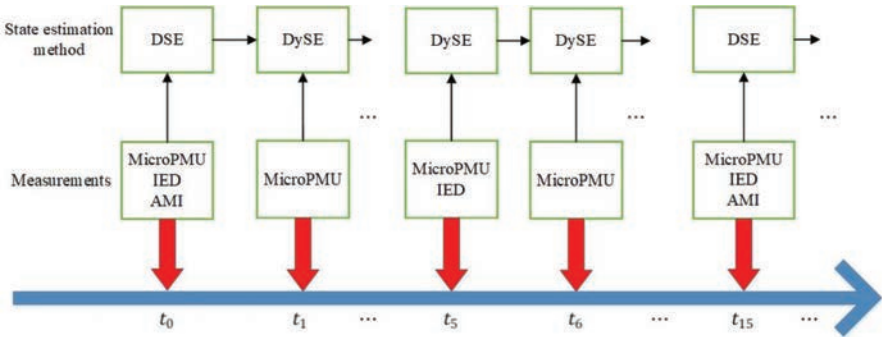 State estimation method
DSE
DySE
DySE
DySE
DSE
...
...
...
Measurements
MicroPMU
IED
AMI
MicroPMU
MicroPMU
IED
MicroPMU
MicroPMU
IED
AMI
t₀ t₁ ... t₅ t₆ ... t₁₅ ...